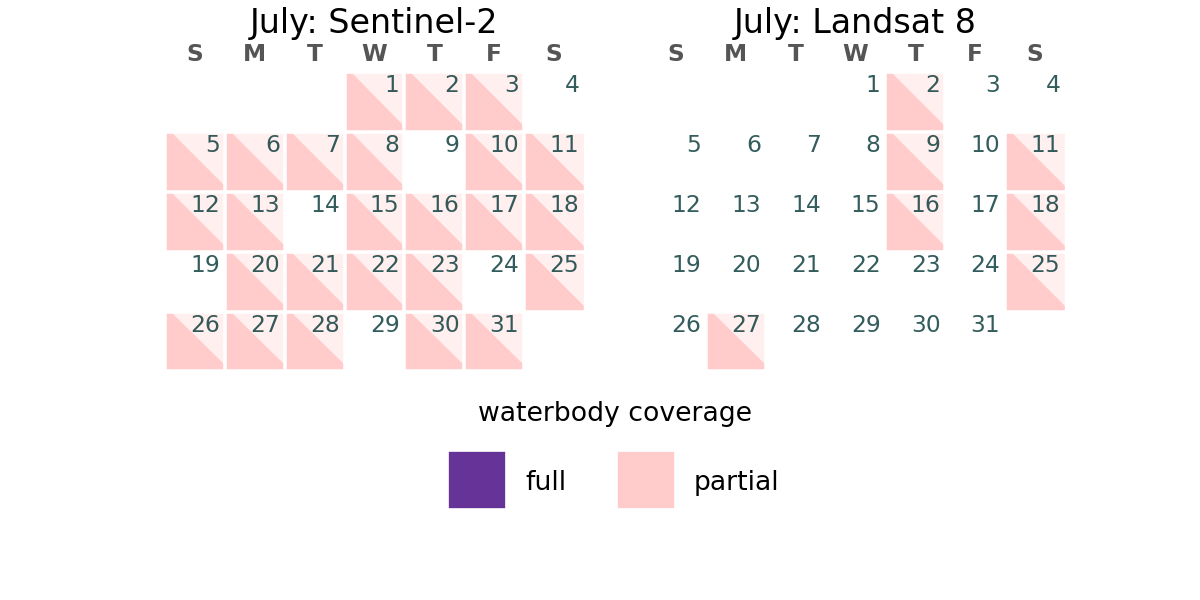 July: Sentinel-2
S M T W T F S
1 2 3 4
5 6 7 8 9 10 11
12 13 14 15 16 17 18
19 20 21 22 23 24 25
26 27 28 29 30 31
July: Landsat 8
S M T W T F S
1 2 3 4
5 6 7 8 9 10 11
12 13 14 15 16 17 18
19 20 21 22 23 24 25
26 27 28 29 30 31
waterbody coverage
full
partial